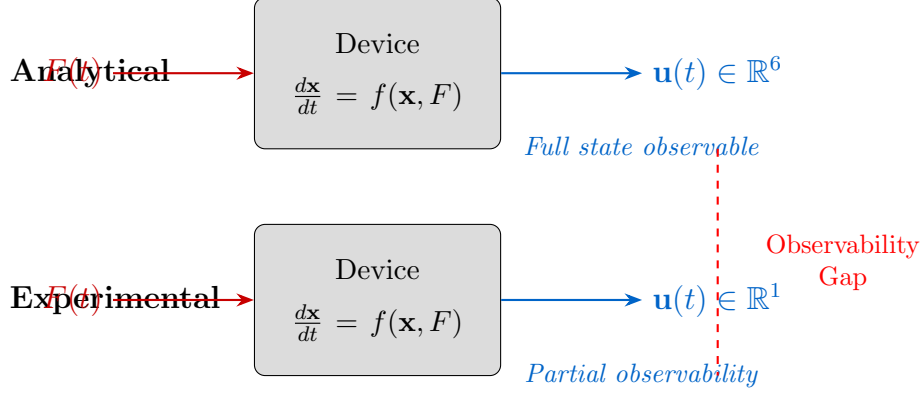 Device
Analytical
F(t)
dx/dt = f(x, F)
u(t) ∈ ℝ⁶
Full state observable
Observability
Gap
Device
Experimental
F(t)
dx/dt = f(x, F)
u(t) ∈ ℝ¹
Partial observability